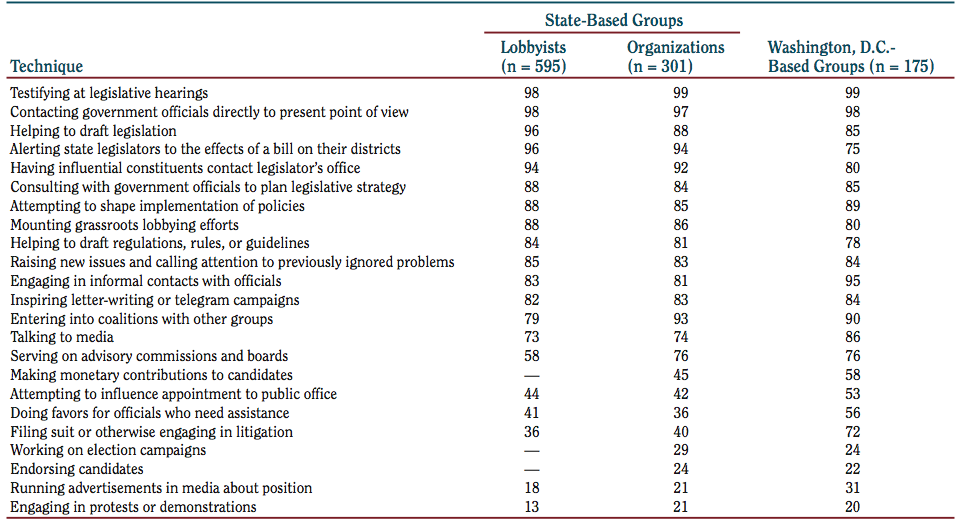 State-Based Groups
Lobbyists Organizations Washington, D.C.-
Technique (n = 595) (n = 301) Based Groups (n = 175)
Testifying at legislative hearings 98 99 99
Contacting government officials directly to present point of view 98 97 98
Helping to draft legislation 96 88 85
Alerting state legislators to the effects of a bill on their districts 96 94 75
Having influential constituents contact legislator's office 94 92 80
Consulting with government officials to plan legislative strategy 88 84 85
Attempting to shape implementation of policies 88 85 89
Mounting grassroots lobbying efforts 88 86 80
Helping to draft regulations, rules, or guidelines 84 81 78
Raising new issues and calling attention to previously ignored problems 85 83 84
Engaging in informal contacts with officials 83 81 95
Inspiring letter-writing or telegram campaigns 82 83 84
Entering into coalitions with other groups 79 93 90
Talking to media 73 74 86
Serving on advisory commissions and boards 58 76 76
Making monetary contributions to candidates — 45 58
Attempting to influence appointment to public office 44 42 53
Doing favors for officials who need assistance 41 36 56
Filing suit or otherwise engaging in litigation 36 40 72
Working on election campaigns — 29 24
Endorsing candidates — 24 22
Running advertisements in media about position 18 21 31
Engaging in protests or demonstrations 13 21 20